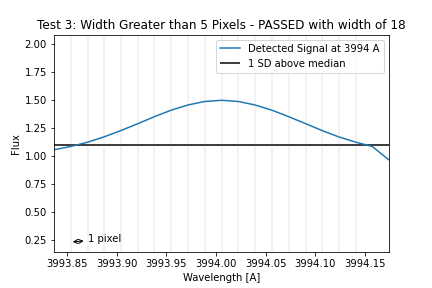 Test 3: Width Greater than 5 Pixels - PASSED with width of 18
2.00
1.75
1.50
1.25
1.00
0.75
0.50
0.25
Flux
Detected Signal at 3994 A
1 SD above median
1 pixel
3993.85 3993.90 3993.95 3994.00 3994.05 3994.10 3994.15
Wavelength [A]